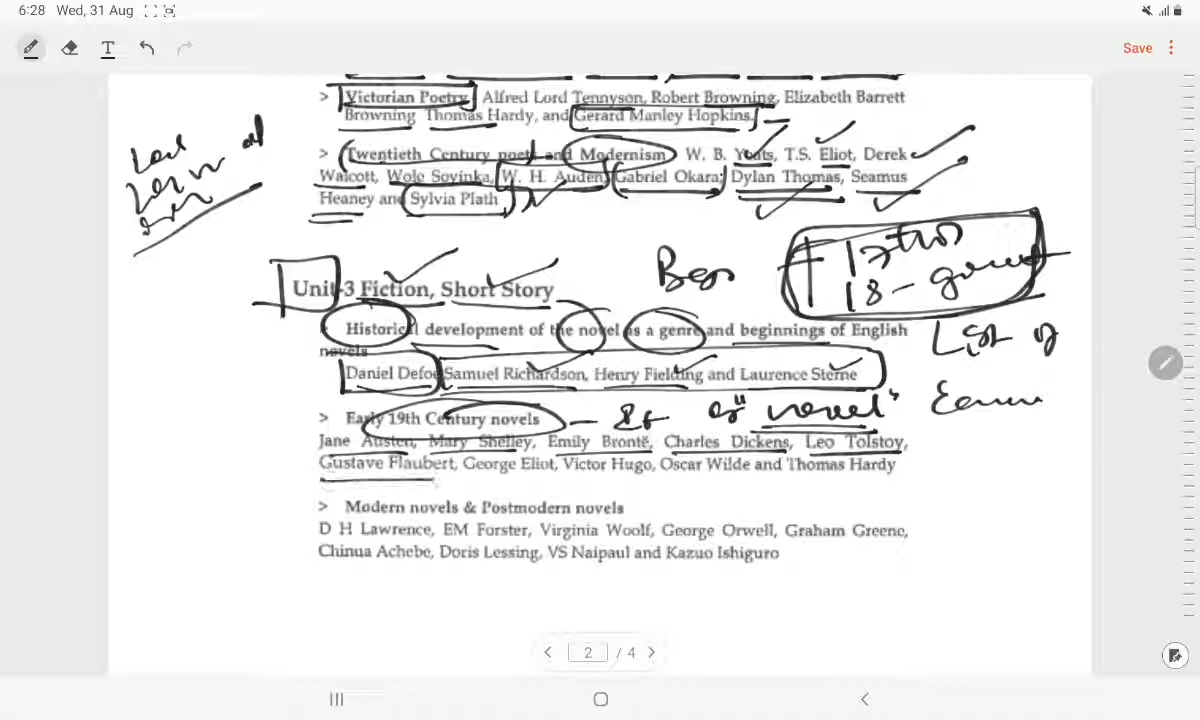 6:28 Wed, 31 Aug
T Save
> Victorian Poetry, Alfred Lord Tennyson, Robert Browning, Elizabeth Barrett
Browning Thomas Hardy, and Gerard Manley Hopkins.
> Twentieth Century poets and Modernism W. B. Yeats, T.S. Eliot, Derek
Walcott, Wole Soyinka, W. H. Auden, Gabriel Okara; Dylan Thomas, Seamus
Heaney and Sylvia Plath
Unit-3 Fiction, Short Story
Historical development of the novel as a genre and beginnings of English
novels
Daniel Defoe, Samuel Richardson, Henry Fielding and Laurence Sterne
> Early 19th Century novels - of "novel"
Jane Austen, Mary Shelley, Emily Brontë, Charles Dickens, Leo Tolstoy,
Gustave Flaubert, George Eliot, Victor Hugo, Oscar Wilde and Thomas Hardy
> Modern novels & Postmodern novels
D H Lawrence, EM Forster, Virginia Woolf, George Orwell, Graham Greene,
Chinua Achebe, Doris Lessing, VS Naipaul and Kazuo Ishiguro
List of
< 2 / 4 >